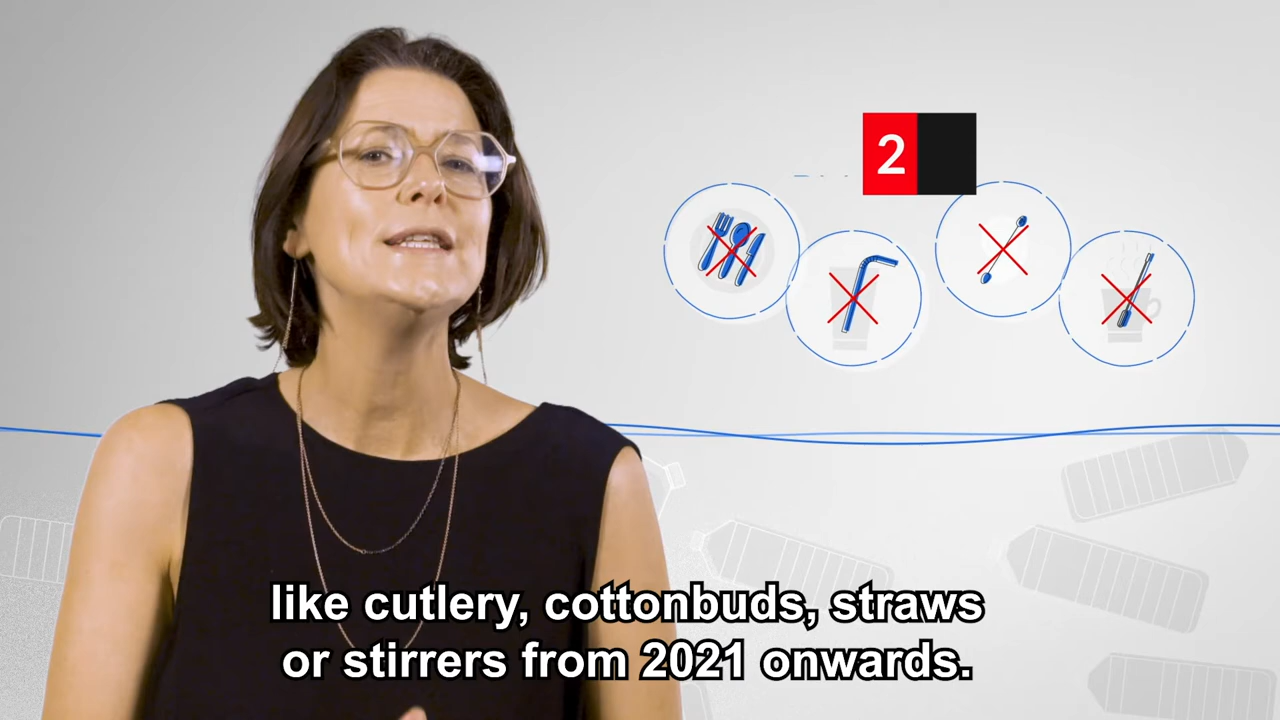 2
like cutlery, cottonbuds, straws
or stirrers from 2021 onwards.